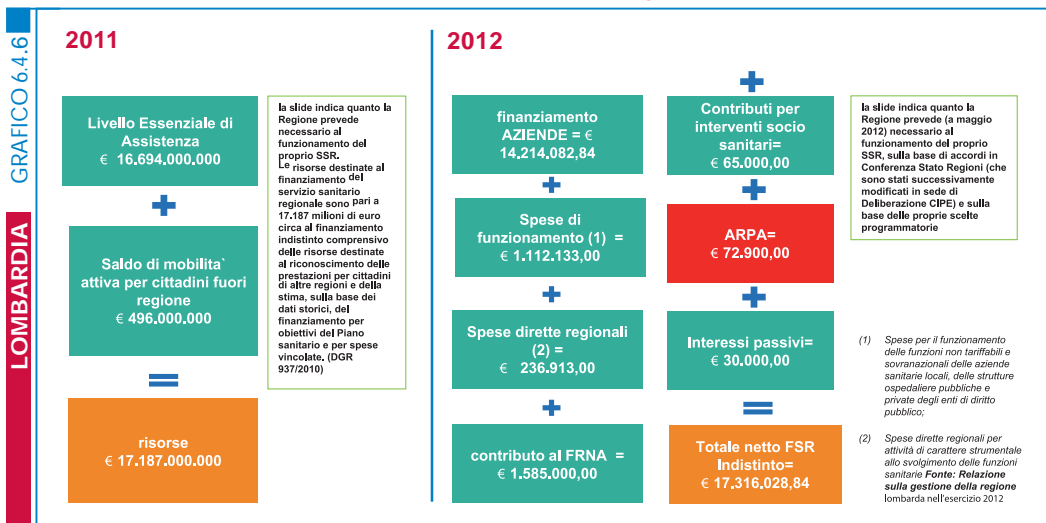 GRAFICO 6.4.6
LOMBARDIA
2011
Livello Essenziale di
Assistenza
€ 16.694.000.000
+
Saldo di mobilita`
attiva per cittadini fuori
regione
€ 496.000.000
=
risorse
€ 17.187.000.000
la slide indica quanto la
Regione prevede
necessario al
funzionamento del
proprio SSR.
Le risorse destinate al
finanziamento del
servizio sanitario
regionale sono pari a
17.187 milioni di euro
circa al finanziamento
indistinto comprensivo
delle risorse destinate
al riconoscimento delle
prestazioni per cittadini
di altre regioni e della
stima, sulla base dei
dati storici, del
finanziamento per
obiettivi del Piano
sanitario e per spese
vincolate. (DGR
937/2010)
2012
finanziamento
AZIENDE = €
14.214.082,84
+
Spese di
funzionamento (1) =
€ 1.112.133,00
+
Spese dirette regionali
(2) =
€ 236.913,00
+
contributo al FRNA =
€ 1.585.000,00
+
Contributi per
interventi socio
sanitari=
€ 65.000,00
+
ARPA=
€ 72.900,00
+
Interessi passivi=
€ 30.000,00
=
Totale netto FSR
Indistinto=
€ 17.316.028,84
la slide indica quanto la
Regione prevede (a maggio
2012) necessario al
funzionamento del proprio
SSR, sulla base di accordi in
Conferenza Stato Regioni (che
sono stati successivamente
modificati in sede di
Deliberazione CIPE) e sulla
base delle proprie scelte
programmatorie
(1) Spese per il funzionamento
delle funzioni non tariffabili e
sovranazionali delle aziende
sanitarie locali, delle strutture
ospedaliere pubbliche e
private degli enti di diritto
pubblico;
(2) Spese dirette regionali per
attività di carattere strumentale
allo svolgimento delle funzioni
sanitarie Fonte: Relazione
sulla gestione della regione
lombarda nell'esercizio 2012